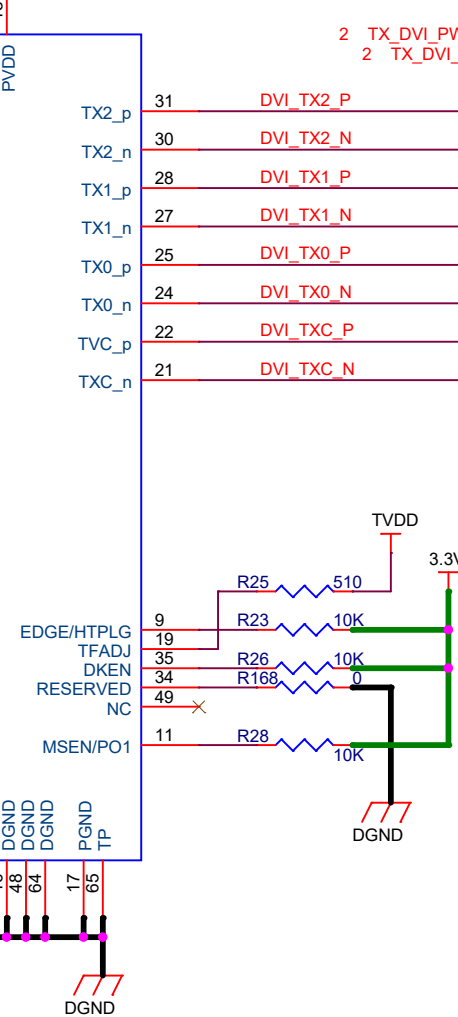 2 TX_DVI_PW
2 TX_DVI_
PVDD
TX2_p 31 DVI_TX2_P
TX2_n 30 DVI_TX2_N
TX1_p 28 DVI_TX1_P
TX1_n 27 DVI_TX1_N
TX0_p 25 DVI_TX0_P
TX0_n 24 DVI_TX0_N
TVC_p 22 DVI_TXC_P
TXC_n 21 DVI_TXC_N
TVDD
3.3V
R25 510
EDGE/HTPLG 9 R23 10K
TFADJ 19
DKEN 35 R26 10K
RESERVED 34 R168 0
NC 49
MSEN/PO1 11 R28 10K
DGND
DGND DGND DGND PGND TP
48 64 17 65
DGND